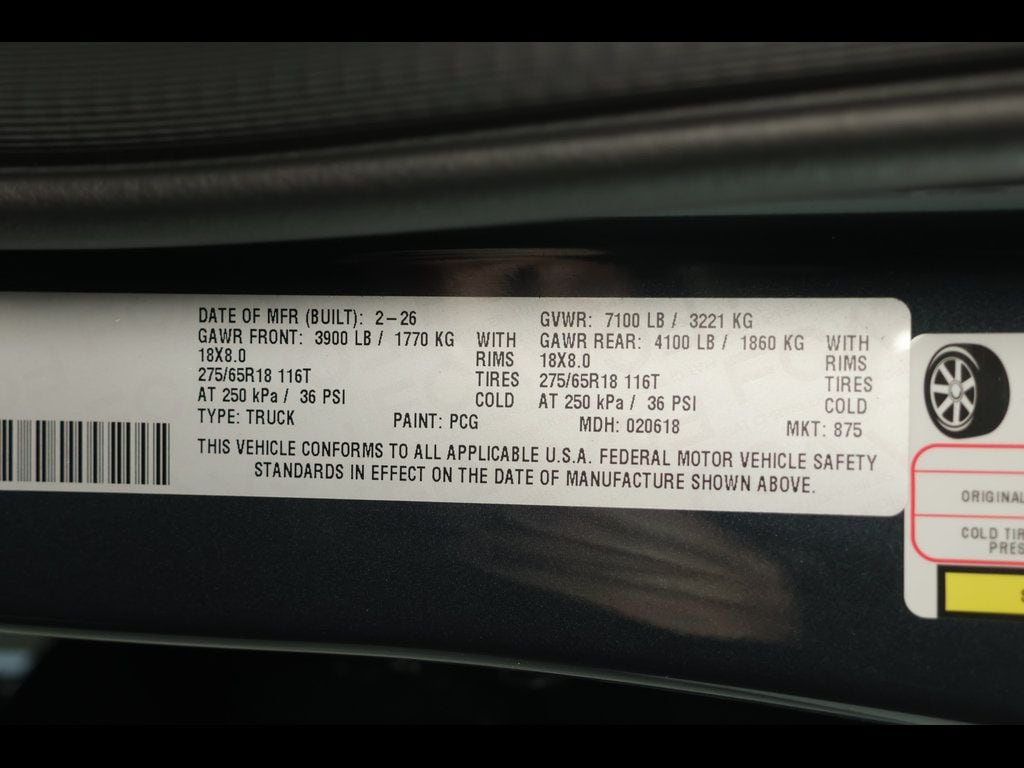 DATE OF MFR (BUILT): 2-26 GVWR: 7100 LB / 3221 KG
GAWR FRONT: 3900 LB / 1770 KG WITH GAWR REAR: 4100 LB / 1860 KG WITH
18X8.0 RIMS 18X8.0 RIMS
275/65R18 116T TIRES 275/65R18 116T TIRES
AT 250 kPa / 36 PSI COLD AT 250 kPa / 36 PSI COLD
TYPE: TRUCK PAINT: PCG MDH: 020618 MKT: 875
THIS VEHICLE CONFORMS TO ALL APPLICABLE U.S.A. FEDERAL MOTOR VEHICLE SAFETY
STANDARDS IN EFFECT ON THE DATE OF MANUFACTURE SHOWN ABOVE.
ORIGINAL
COLD TIR
PRES